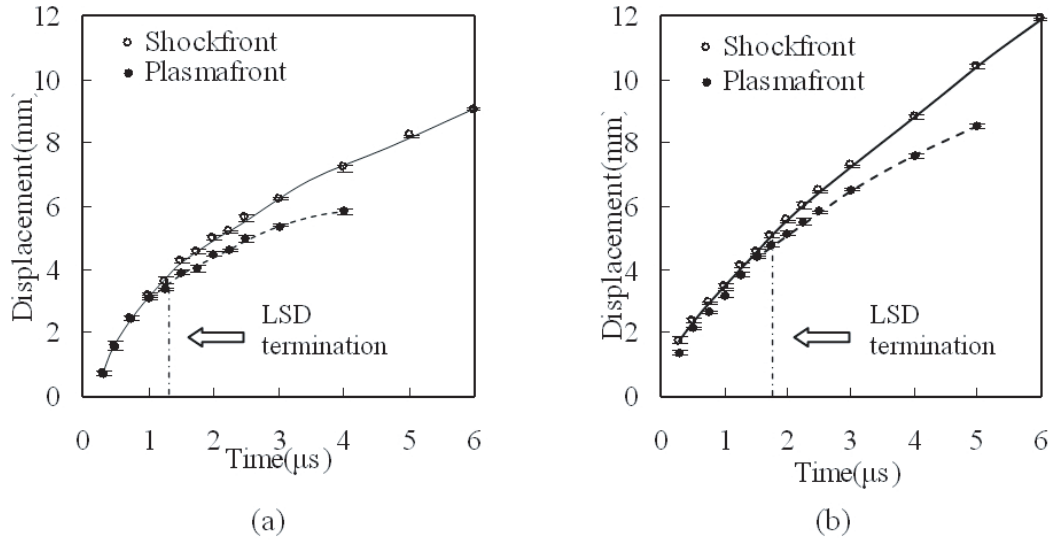 12
10
8
6
4
2
0
Displacement(mm)
Shockfront
Plasmafront
LSD
termination
0 1 2 3 4 5 6
Time(μs)
(a)
12
10
8
6
4
2
0
Displacement(mm)
Shockfront
Plasmafront
LSD
termination
0 1 2 3 4 5 6
Time(μs)
(b)